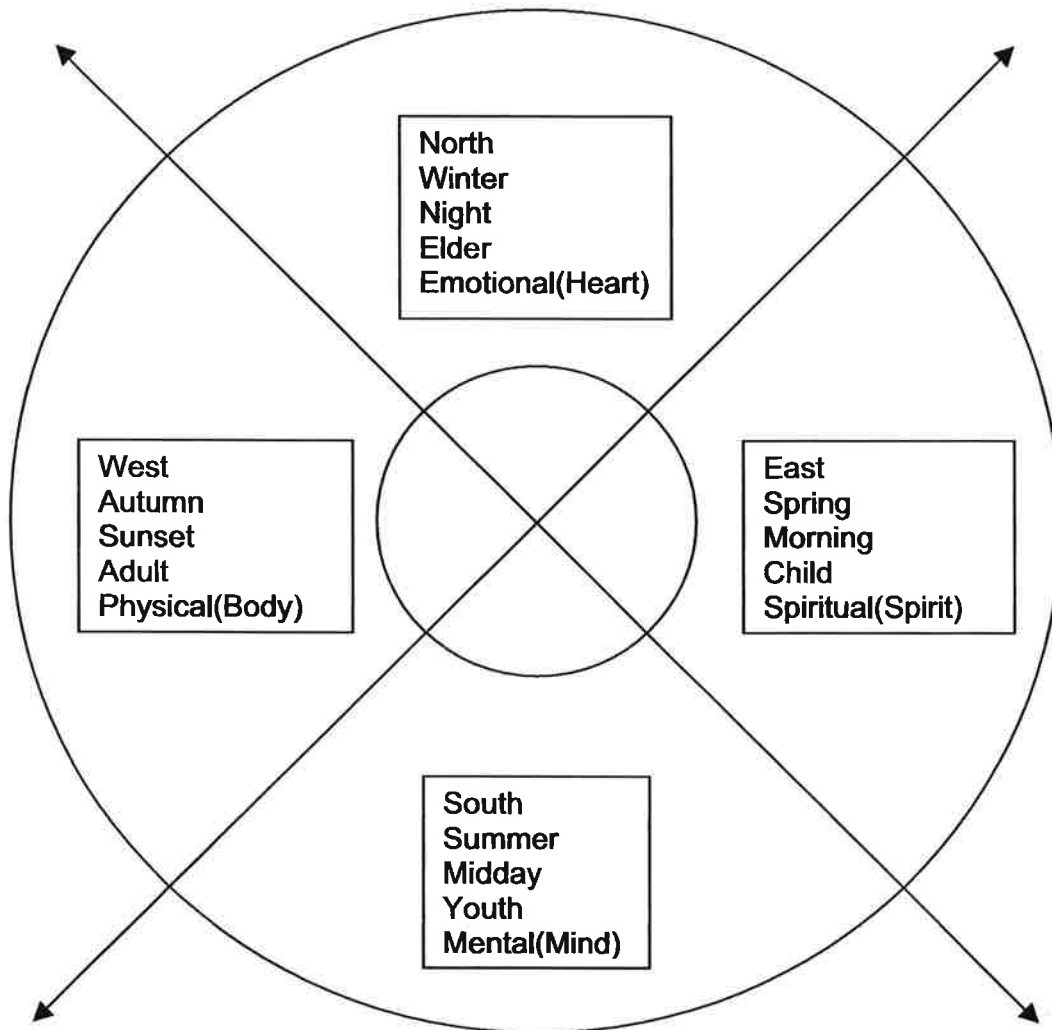 North
Winter
Night
Elder
Emotional(Heart)
West
Autumn
Sunset
Adult
Physical(Body)
East
Spring
Morning
Child
Spiritual(Spirit)
South
Summer
Midday
Youth
Mental(Mind)